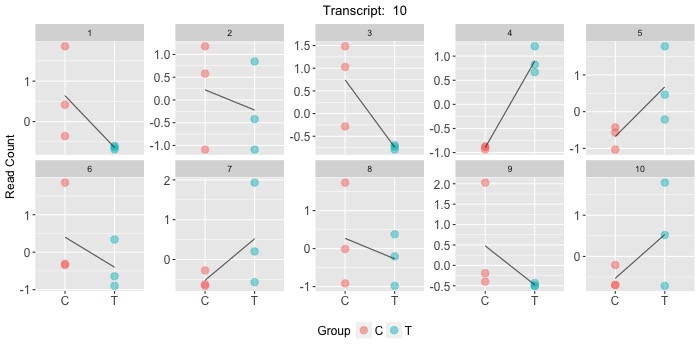 Transcript: 10
1 2 3 4 5
1 0
1.0 0.5 0.0 -0.5 -1.0
1.5 1.0 0.5 0.0 -0.5
1.0 0.5 0.0 -0.5 -1.0
1 0 -1
Read Count
6 7 8 9 10
1 0 -1
2 1 0
1 0 -1
2.0 1.5 1.0 0.5 0.0 -0.5
1 0
C T C T C T C T C T
Group C T